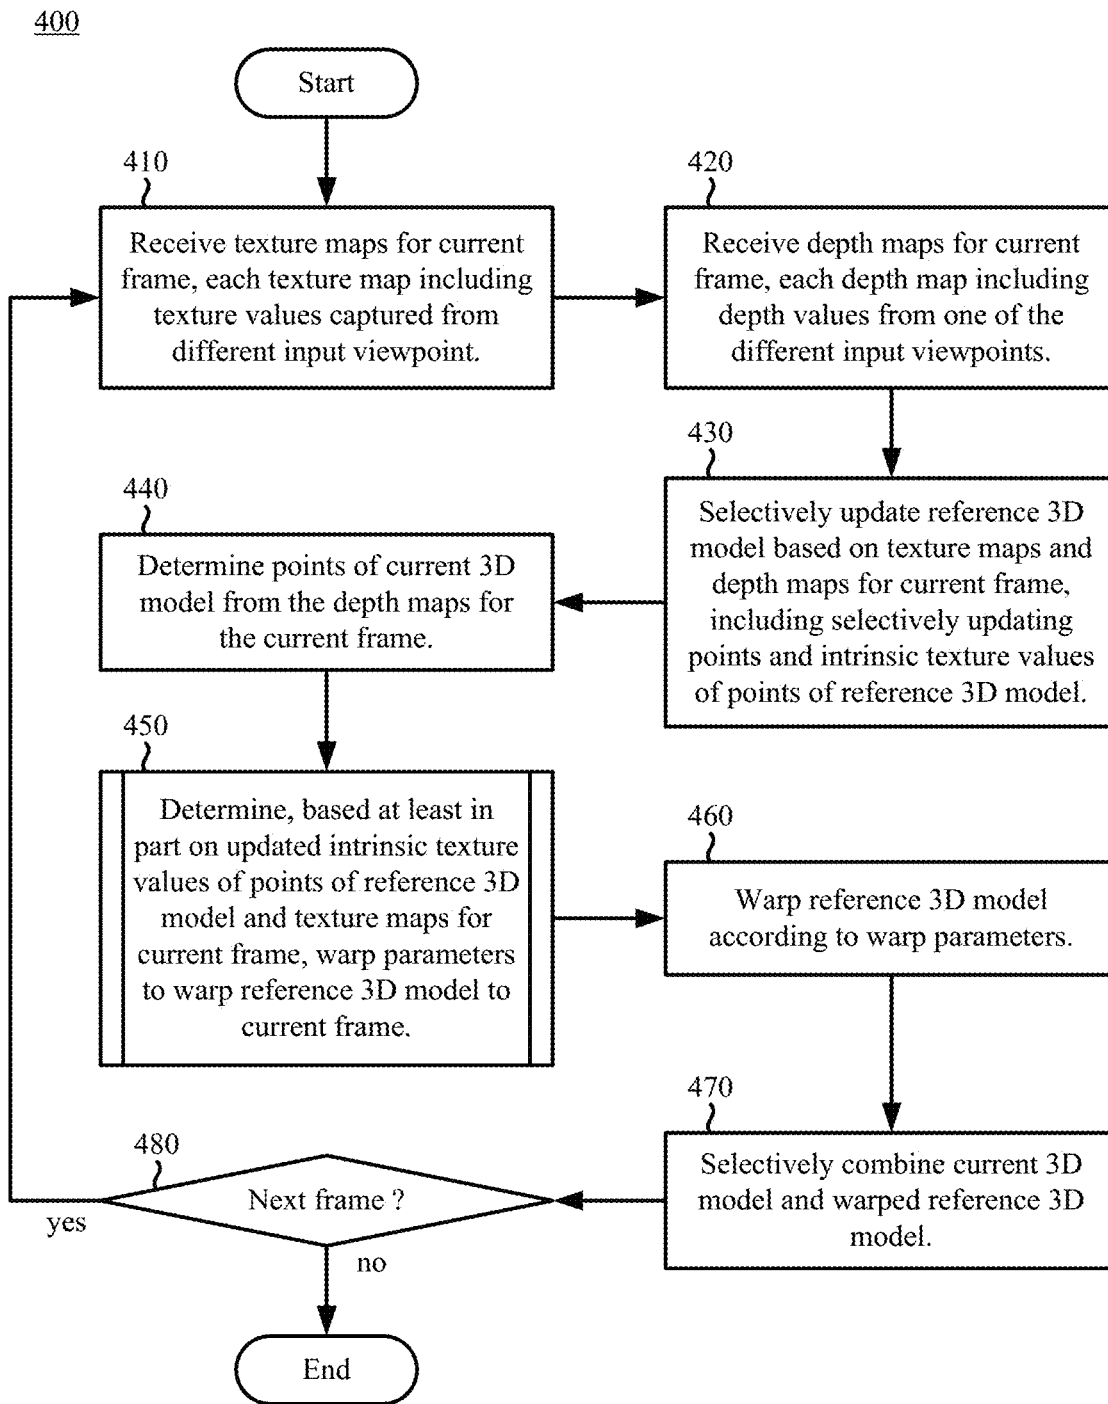 400
Start
410
Receive texture maps for current
frame, each texture map including
texture values captured from
different input viewpoint.
420
Receive depth maps for current
frame, each depth map including
depth values from one of the
different input viewpoints.
430
Selectively update reference 3D
model based on texture maps and
depth maps for current frame,
including selectively updating
points and intrinsic texture values
of points of reference 3D model.
440
Determine points of current 3D
model from the depth maps for
the current frame.
450
Determine, based at least in
part on updated intrinsic texture
values of points of reference 3D
model and texture maps for
current frame, warp parameters
to warp reference 3D model to
current frame.
460
Warp reference 3D model
according to warp parameters.
470
Selectively combine current 3D
model and warped reference 3D
model.
480
Next frame ?
yes
no
End